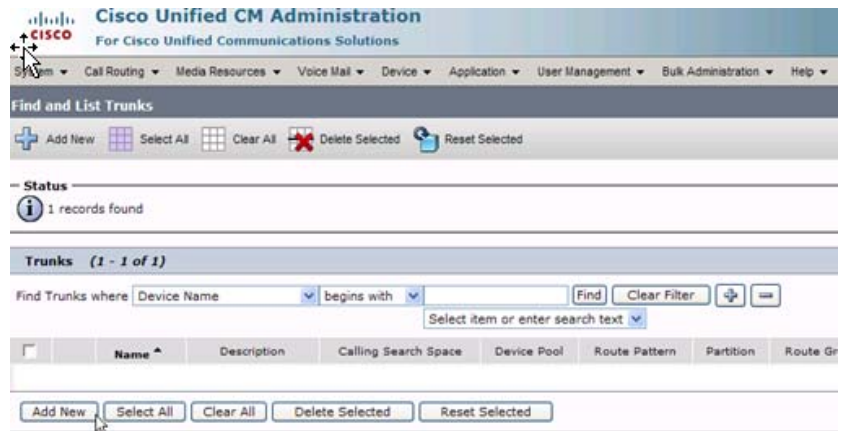 Cisco Unified CM Administration
CISCO
For Cisco Unified Communications Solutions
System Call Routing Media Resources Voice Mail Device Application User Management Bulk Administration Help
Find and List Trunks
Add New Select All Clear All Delete Selected Reset Selected
Status
i 1 records found
Trunks (1 - 1 of 1)
Find Trunks where Device Name begins with Find Clear Filter
Select item or enter search text
Name Description Calling Search Space Device Pool Route Pattern Partition Route Gr
Add New Select All Clear All Delete Selected Reset Selected